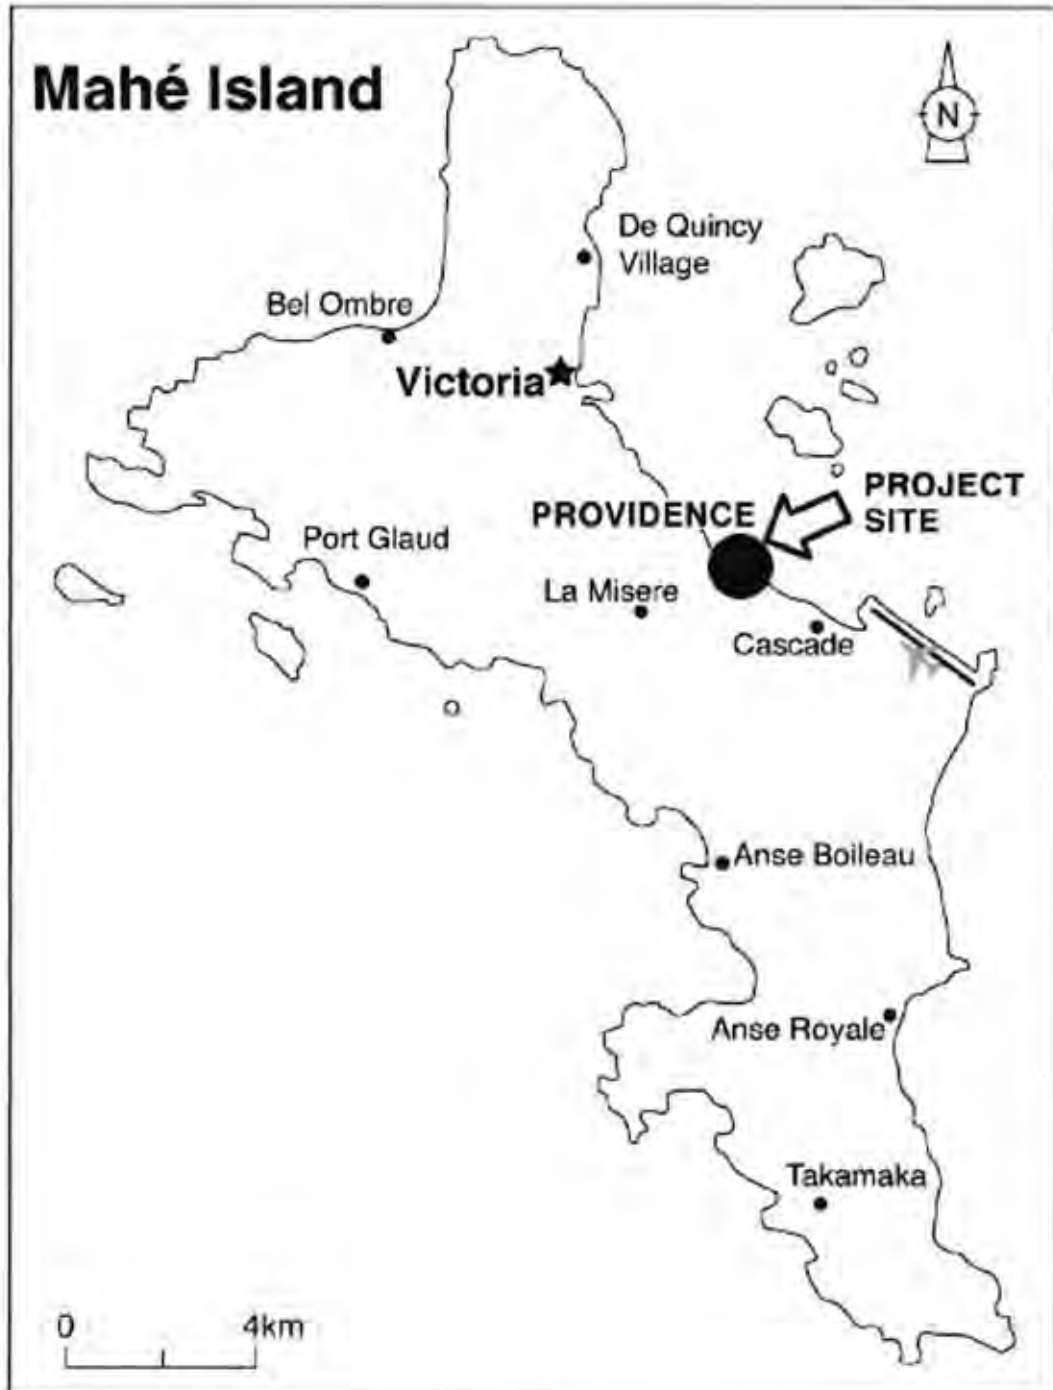 Mahé Island
N
De Quincy
Village
Bel Ombre
Victoria
PROJECT
SITE
PROVIDENCE
Port Glaud
La Misere
Cascade
Anse Boileau
Anse Royale
Takamaka
0 4km